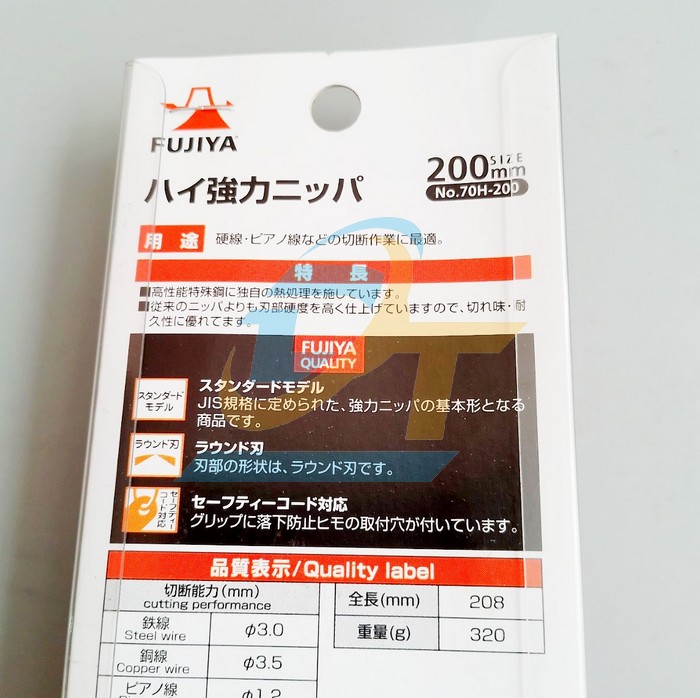 FUJIYA
ハイ強力ニッパ
200mm SIZE
No.70H-200
用途 硬線・ピアノ線などの切断作業に最適。
特長
■高性能特殊鋼に独自の熱処理を施しています。
■従来のニッパよりも刃部硬度を高く仕上げていますので、切れ味・耐
久性に優れてます。
FUJIYA
QUALITY
スタンダード
モデル
スタンダードモデル
JIS規格に定められた、強力ニッパの基本形となる
商品です。
ラウンド刃
ラウンド刃
刃部の形状は、ラウンド刃です。
セーフティー
コード対応
セーフティーコード対応
グリップに落下防止ヒモの取付穴が付いています。
品質表示/Quality label
切断能力(mm)
cutting performance
鉄線
Steel wire
φ3.0
銅線
Copper wire
φ3.5
ピアノ線
φ1.2
全長(mm) 208
重量(g) 320